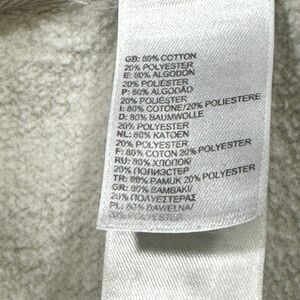 GB: 80% COTTON
20% POLYESTER
E: 80% ALGODÓN
20% POLIÉSTER
P: 80% ALGODÃO
20% POLIÉSTER
I: 80% COTONE/20% POLIESTERE
D: 80% BAUMWOLLE
20% POLYESTER
NL: 80% KATOEN
20% POLYESTER
F: 80% COTON 20% POLYESTER
RU: 80% ХЛОПОК/
20% ПОЛИЭСТЕР
TR: 80% PAMUK 20% POLYESTER
GR: 80% ΒΑΜΒΑΚΙ/
20% ΠΟΛΥΕΣΤΕΡΑΣ
PL: 80% BAWEŁNA/
20% POLIESTER